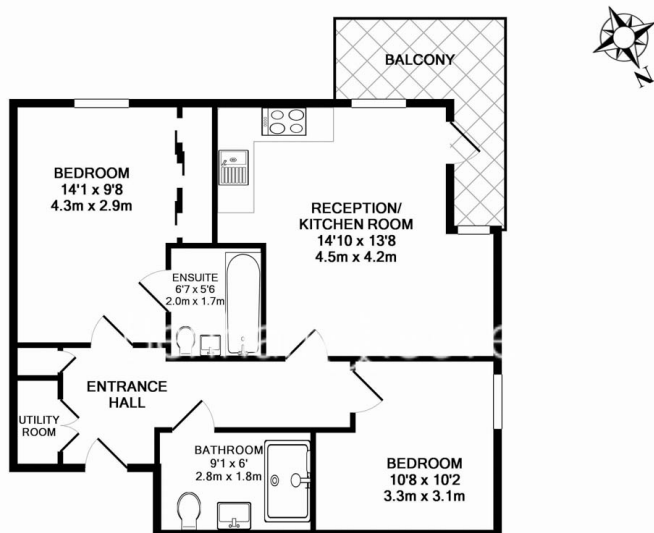 BALCONY
N
BEDROOM
14'1 x 9'8
4.3m x 2.9m
RECEPTION/
KITCHEN ROOM
14'10 x 13'8
4.5m x 4.2m
ENSUITE
6'7 x 5'6
2.0m x 1.7m
ENTRANCE
HALL
UTILITY
ROOM
BATHROOM
9'1 x 6'
2.8m x 1.8m
BEDROOM
10'8 x 10'2
3.3m x 3.1m